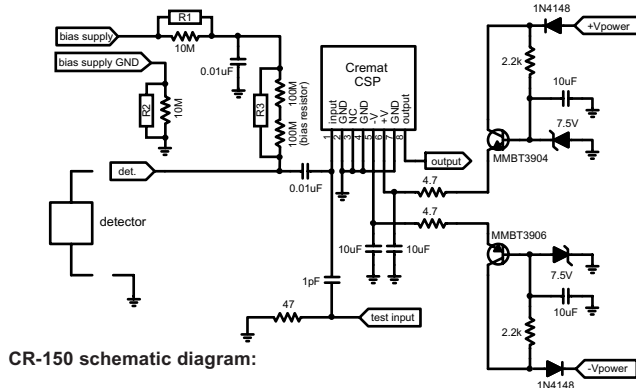 R1
bias supply
10M
bias supply GND
0.01uF
R2
10M
R3
100M
100M
(bias resistor)
Cremat
CSP
input
GND
NC
GND
-V
+V
GND
output
1
2
3
4
5
6
7
8
1N4148
+Vpower
2.2k
10uF
7.5V
MMBT3904
output
det.
0.01uF
4.7
4.7
detector
10uF
10uF
MMBT3906
7.5V
10uF
1pF
2.2k
47
test input
CR-150 schematic diagram:
-Vpower
1N4148